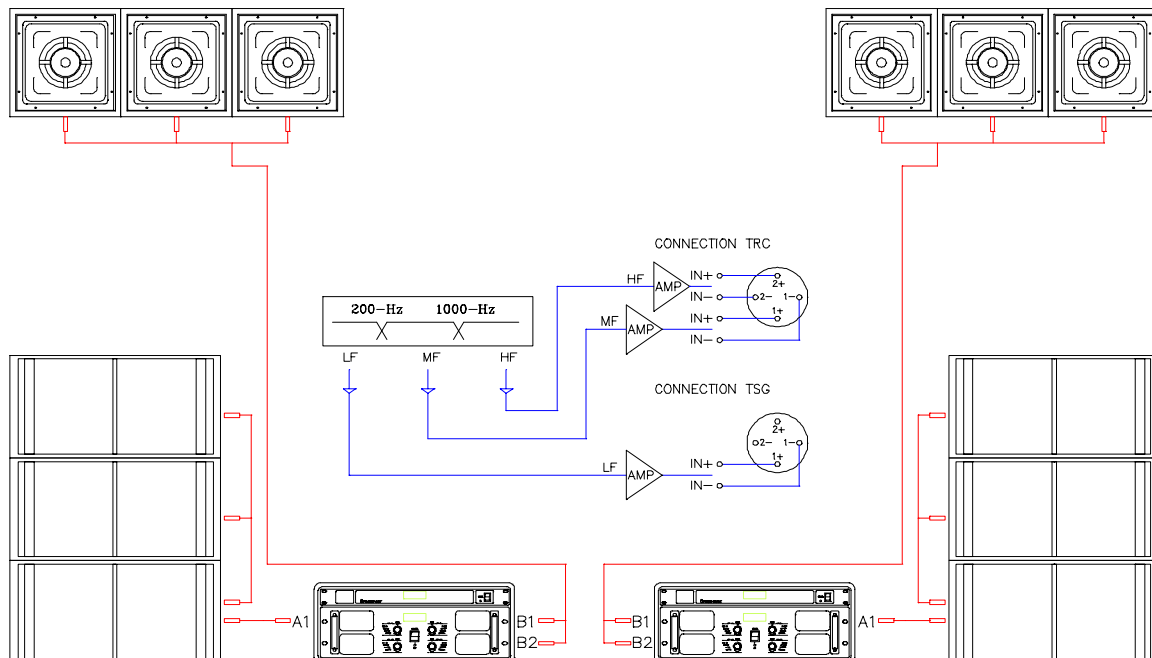 CONNECTION TRC
HF
AMP
IN+
IN-
2+
2-
1-
1+
200-Hz 1000-Hz
MF
AMP
IN+
IN-
LF MF HF
CONNECTION TSG
2+
2-
1-
1+
LF
AMP
IN+
IN-
A1
B1
B2
B1
B2
A1